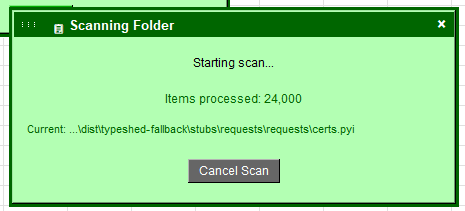 Scanning Folder
Starting scan...
Items processed: 24,000
Current: ...\dist\typeshed-fallback\stubs\requests\requests\certs.pyi
Cancel Scan